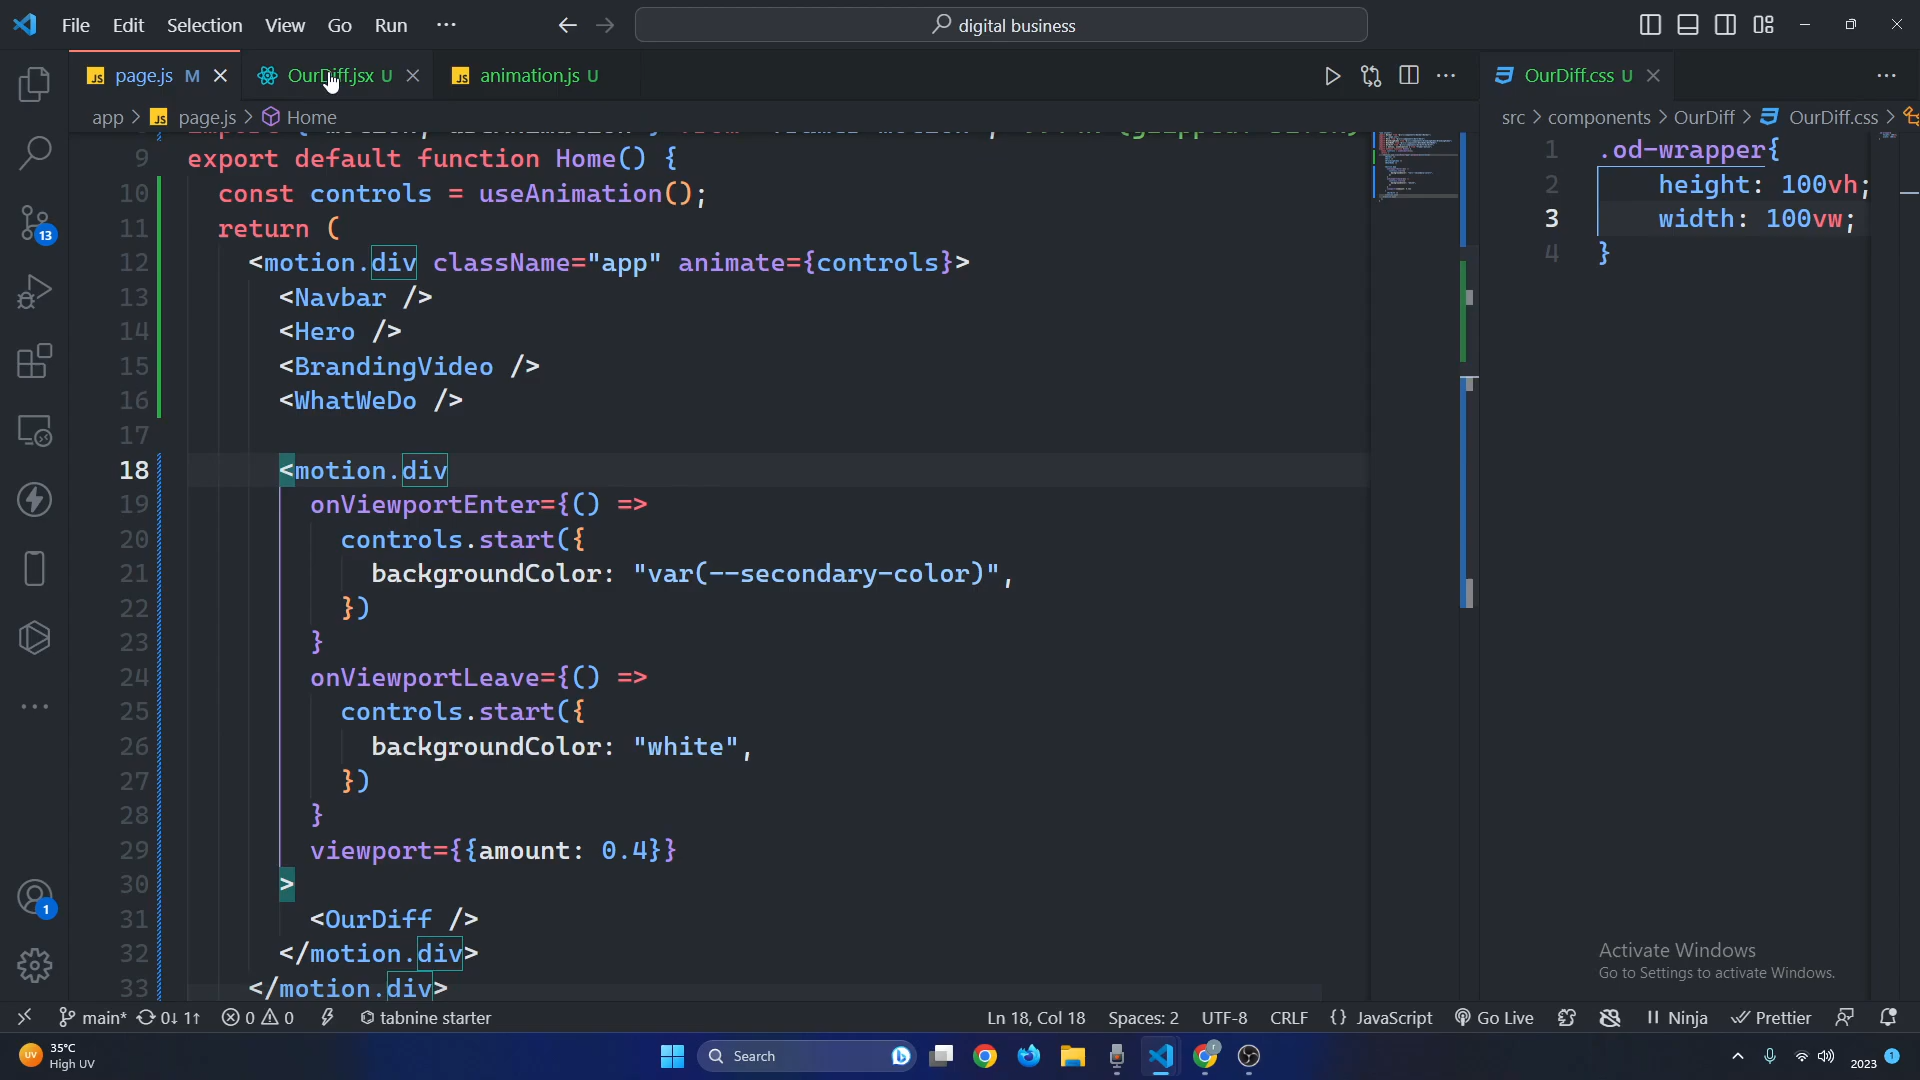 File Edit Selection View Go Run ···
digital business
page.js M
OurDiff.jsx U
animation.js U
OurDiff.css U
app > page.js > Home
src > components > OurDiff > OurDiff.css >
9 export default function Home() {
10 const controls = useAnimation();
11 return (
12 <motion.div className="app" animate={controls}>
13 <Navbar />
14 <Hero />
15 <BrandingVideo />
16 <WhatWeDo />
17
18 <motion.div
19 onViewportEnter={() =>
20 controls.start({
21 backgroundColor: "var(--secondary-color)",
22 })
23 }
24 onViewportLeave={() =>
25 controls.start({
26 backgroundColor: "white",
27 })
28 }
29 viewport={{amount: 0.4}}
30 >
31 <OurDiff />
32 </motion.div>
33 </motion.div>
1 .od-wrapper{
2 height: 100vh;
3 width: 100vw;
4 }
13
1
Activate Windows
Go to Settings to activate Windows.
main* 0↓ 1↑ 0 0 tabnine starter
Ln 18, Col 18 Spaces: 2 UTF-8 CRLF {} JavaScript Go Live Ninja Prettier
UV 35°C
High UV
Search
2023 1